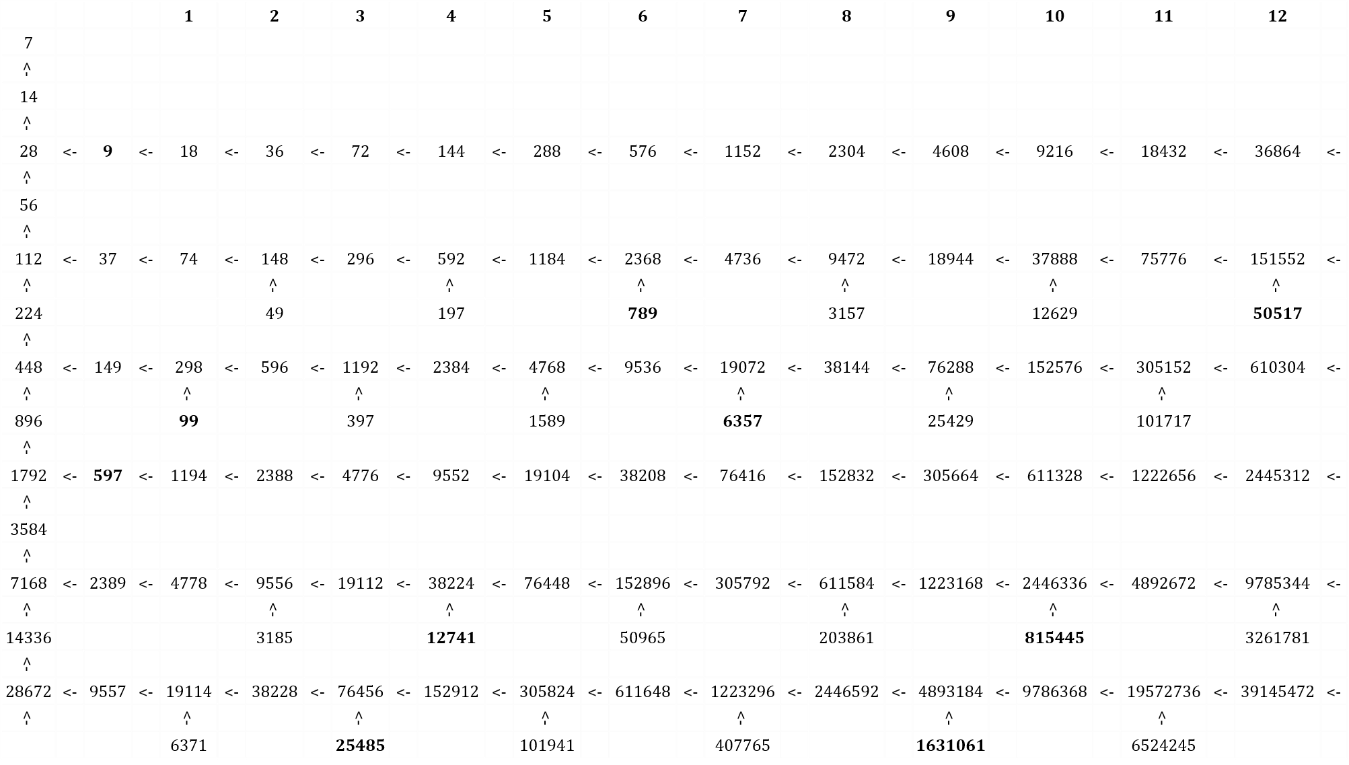 1 2 3 4 5 6 7 8 9 10 11 12
7
^
14
^
28 <- 9 <- 18 <- 36 <- 72 <- 144 <- 288 <- 576 <- 1152 <- 2304 <- 4608 <- 9216 <- 18432 <- 36864 <-
^
56
^
112 <- 37 <- 74 <- 148 <- 296 <- 592 <- 1184 <- 2368 <- 4736 <- 9472 <- 18944 <- 37888 <- 75776 <- 151552 <-
^ ^ ^ ^ ^ ^ ^
224 49 197 789 3157 12629 50517
^
448 <- 149 <- 298 <- 596 <- 1192 <- 2384 <- 4768 <- 9536 <- 19072 <- 38144 <- 76288 <- 152576 <- 305152 <- 610304 <-
^ ^ ^ ^ ^ ^ ^
896 99 397 1589 6357 25429 101717
^
1792 <- 597 <- 1194 <- 2388 <- 4776 <- 9552 <- 19104 <- 38208 <- 76416 <- 152832 <- 305664 <- 611328 <- 1222656 <- 2445312 <-
^
3584
^
7168 <- 2389 <- 4778 <- 9556 <- 19112 <- 38224 <- 76448 <- 152896 <- 305792 <- 611584 <- 1223168 <- 2446336 <- 4892672 <- 9785344 <-
^ ^ ^ ^ ^ ^ ^
14336 3185 12741 50965 203861 815445 3261781
^
28672 <- 9557 <- 19114 <- 38228 <- 76456 <- 152912 <- 305824 <- 611648 <- 1223296 <- 2446592 <- 4893184 <- 9786368 <- 19572736 <- 39145472 <-
^ ^ ^ ^ ^ ^ ^
6371 25485 101941 407765 1631061 6524245